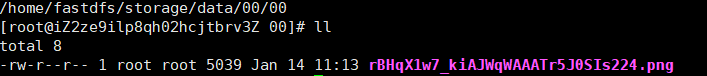 /home/fastdfs/storage/data/00/00
[root@iZ2ze9ilp8qh02hcjtbrv3Z 00]# ll
total 8
-rw-r--r-- 1 root root 5039 Jan 14 11:13 rBHqX1w7_kiAJWqWAAATr5J0SIs224.png